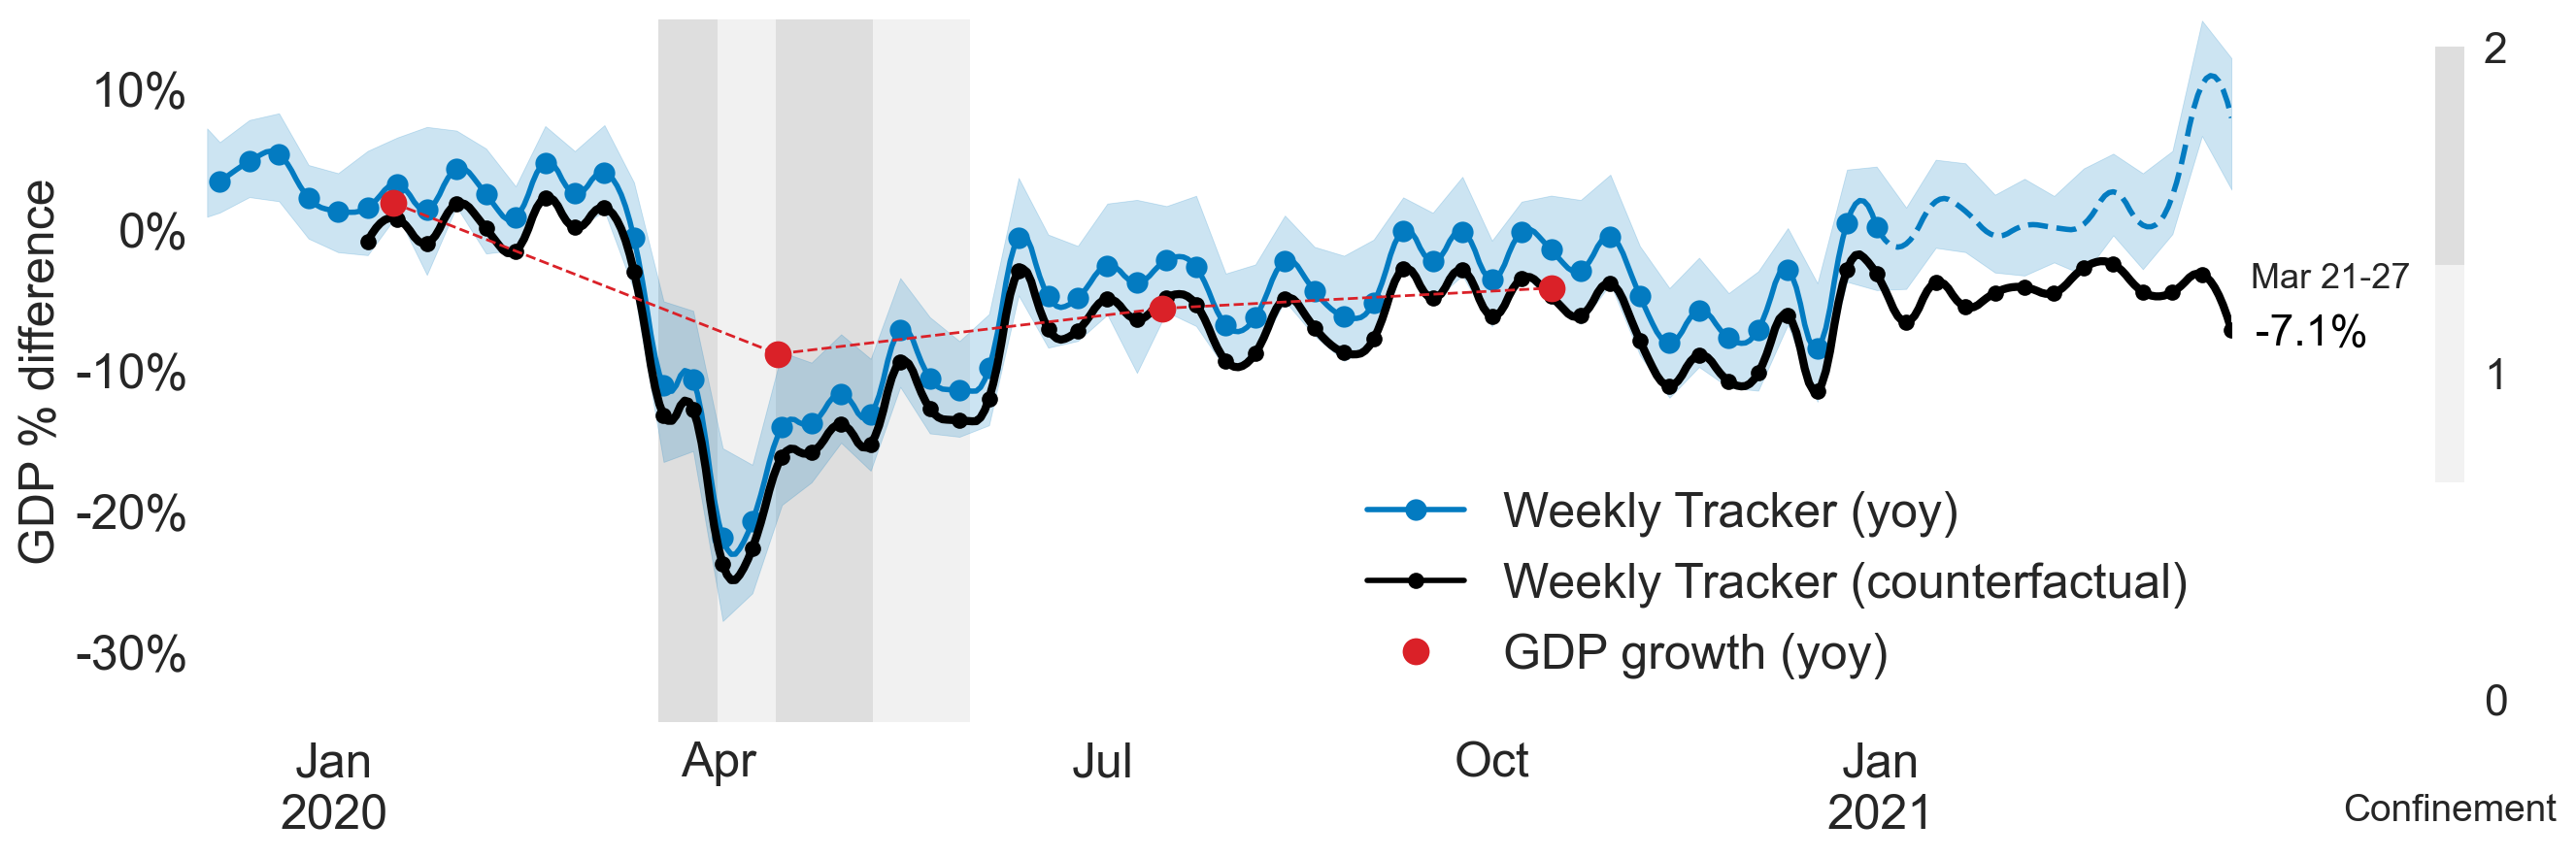 GDP % difference
10%
0%
-10%
-20%
-30%
Jan
2020
Apr
Jul
Oct
Jan
2021
Weekly Tracker (yoy)
Weekly Tracker (counterfactual)
GDP growth (yoy)
Mar 21-27
-7.1%
2
1
0
Confinement